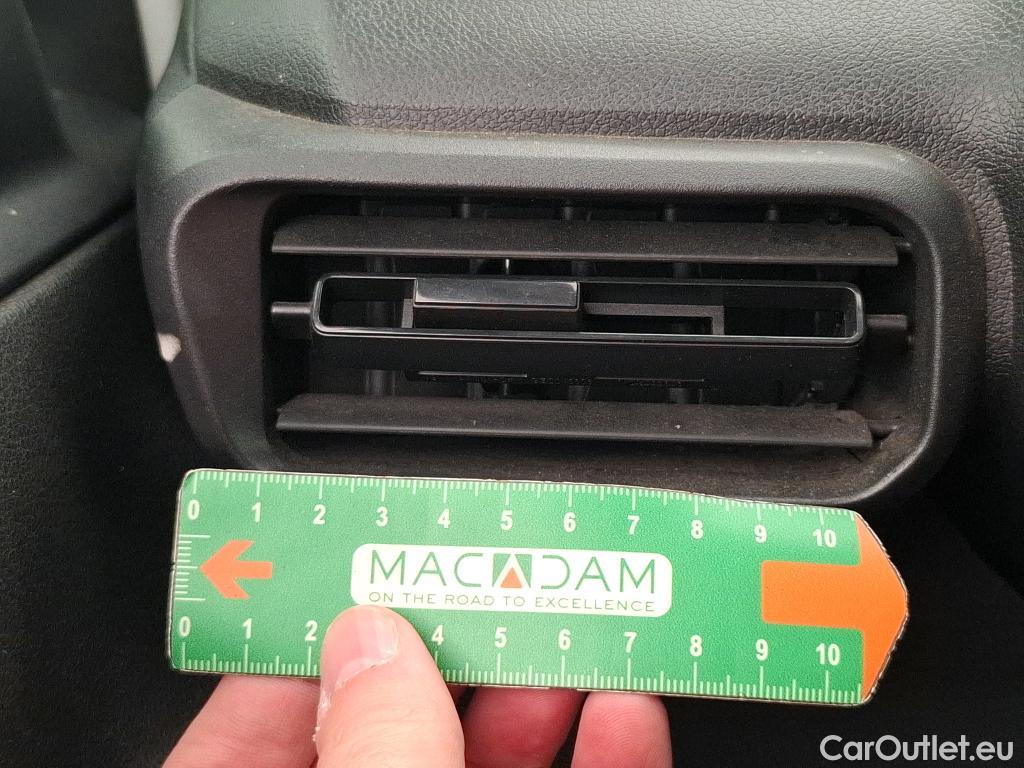 0 1 2 3 4 5 6 7 8 9 10
MACADAM
ON THE ROAD TO EXCELLENCE
0 1 2 4 5 6 7 8 9 10
CarOutlet.eu